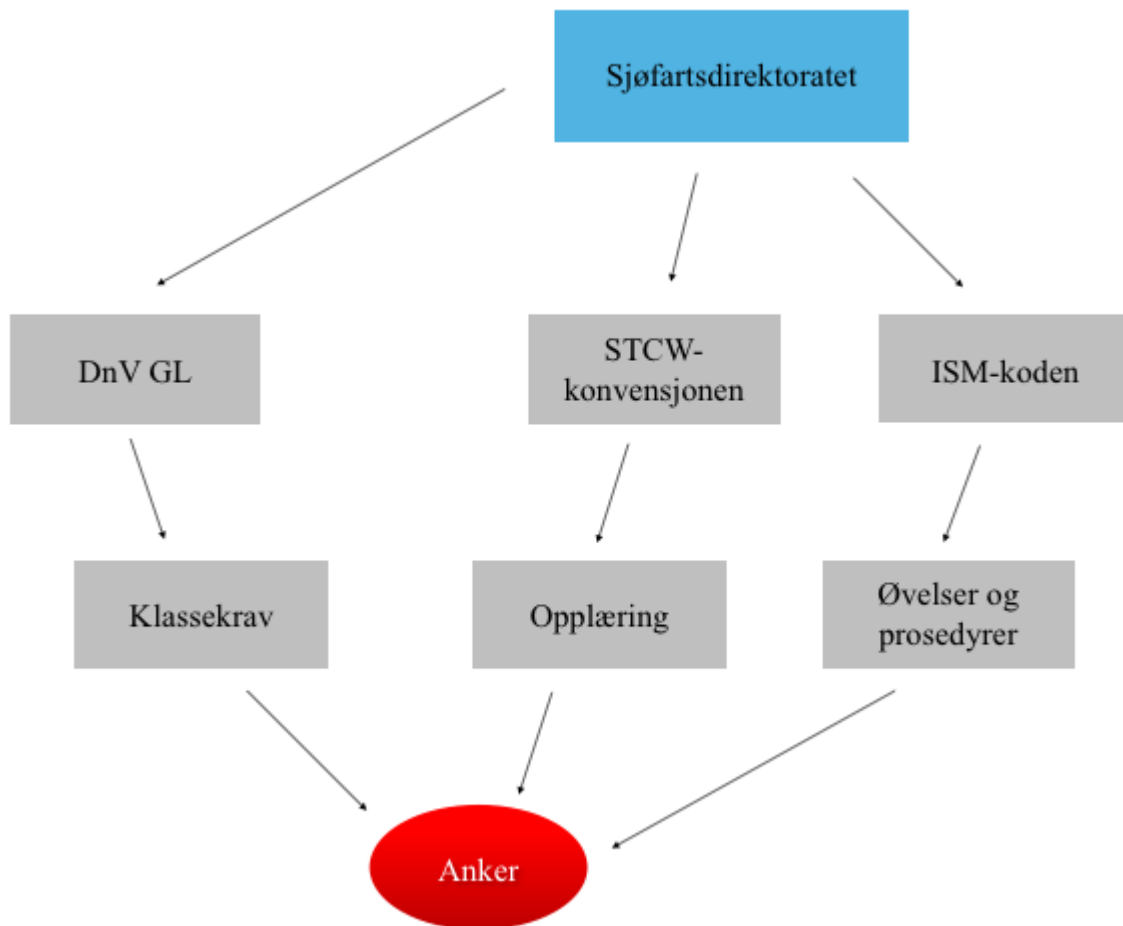 Sjøfartsdirektoratet
DnV GL
STCW-
konvensjonen
ISM-koden
Klassekrav
Opplæring
Øvelser og
prosedyrer
Anker